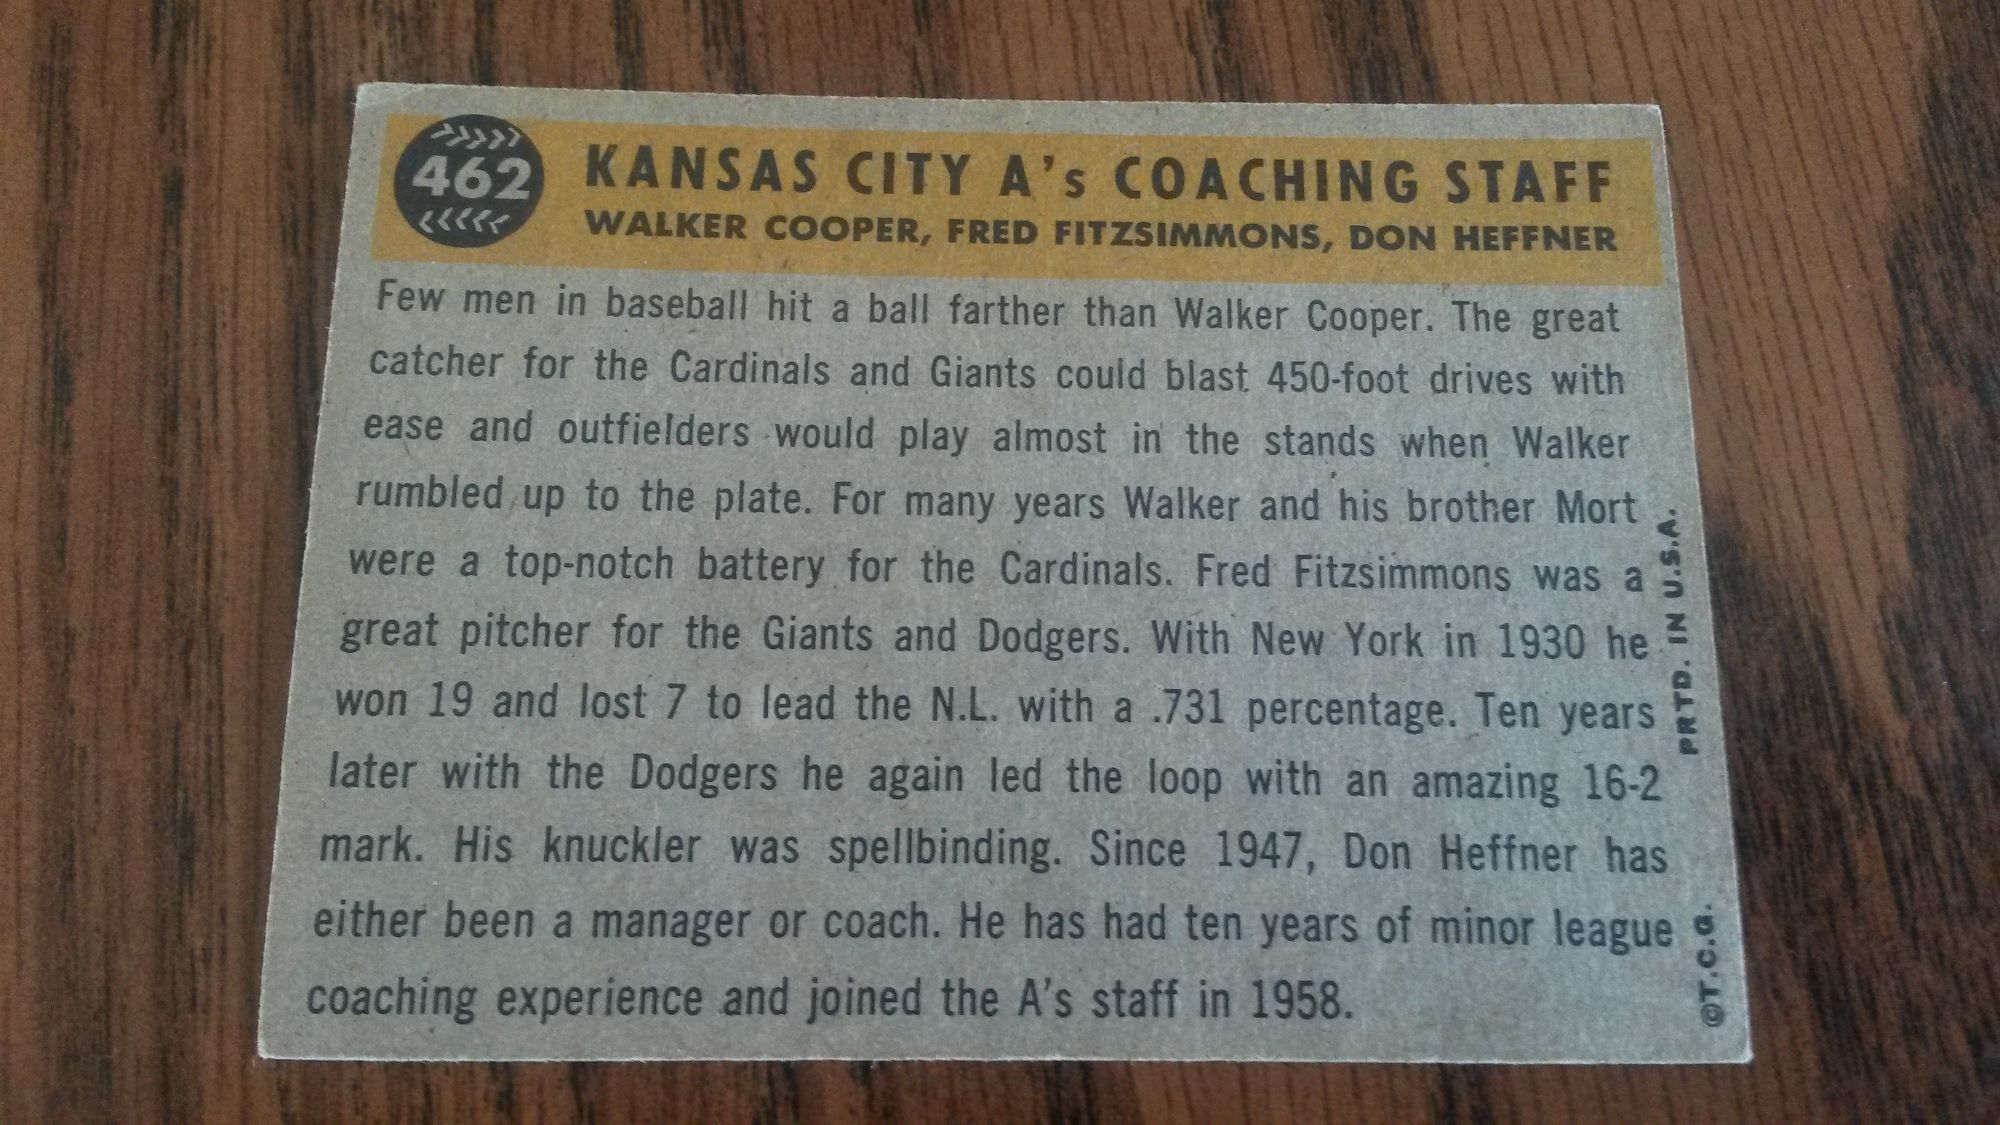 462
KANSAS CITY A's COACHING STAFF
WALKER COOPER, FRED FITZSIMMONS, DON HEFFNER
Few men in baseball hit a ball farther than Walker Cooper. The great
catcher for the Cardinals and Giants could blast 450-foot drives with
ease and outfielders would play almost in the stands when Walker
rumbled up to the plate. For many years Walker and his brother Mort
were a top-notch battery for the Cardinals. Fred Fitzsimmons was a
great pitcher for the Giants and Dodgers. With New York in 1930 he
won 19 and lost 7 to lead the N.L. with a .731 percentage. Ten years
later with the Dodgers he again led the loop with an amazing 16-2
mark. His knuckler was spellbinding. Since 1947, Don Heffner has
either been a manager or coach. He has had ten years of minor league
coaching experience and joined the A's staff in 1958.
©T.C.G. PRTD. IN U.S.A.